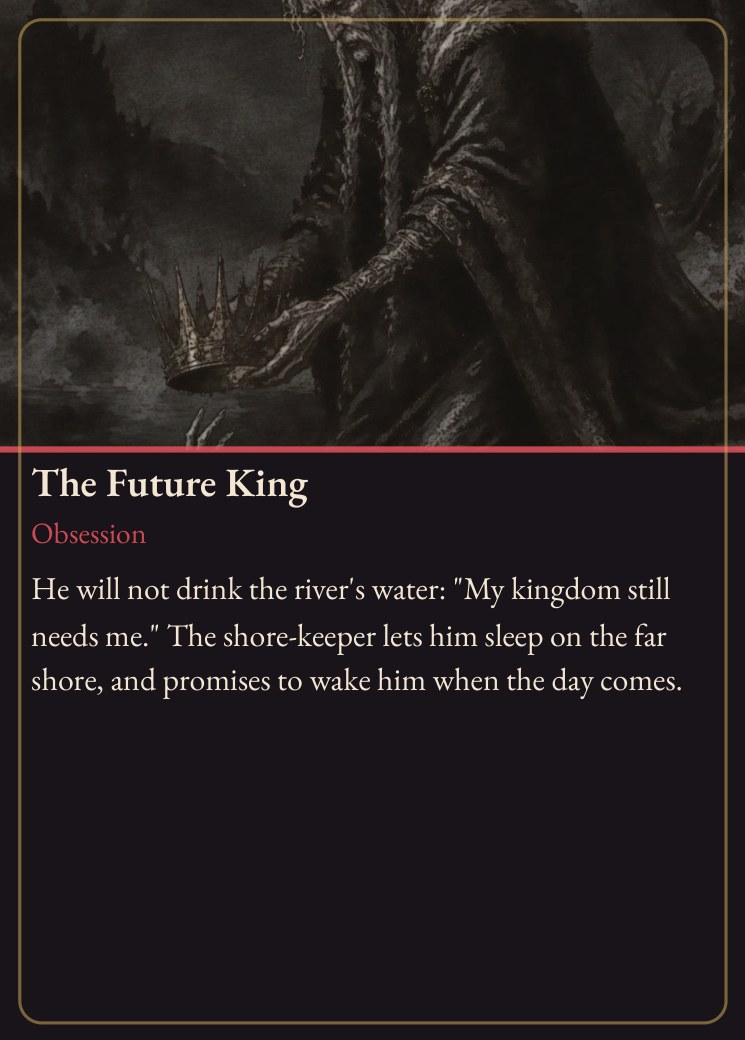 The Future King
Obsession
He will not drink the river's water: "My kingdom still
needs me." The shore-keeper lets him sleep on the far
shore, and promises to wake him when the day comes.